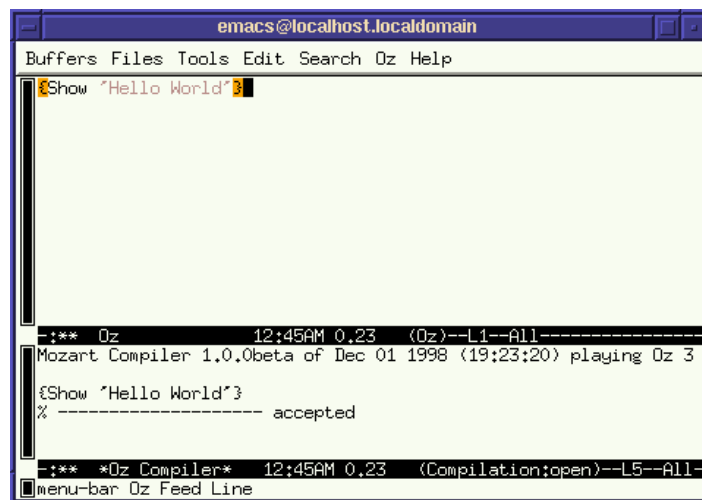 emacs@localhost.localdomain
Buffers Files Tools Edit Search Oz Help
{Show 'Hello World'}
-:** Oz 12:45AM 0.23 (Oz)--L1--All----------------
Mozart Compiler 1.0.0beta of Dec 01 1998 (19:23:20) playing Oz 3
{Show 'Hello World'}
% -------------------- accepted
-:** *Oz Compiler* 12:45AM 0.23 (Compilation:open)--L5--All-
menu-bar Oz Feed Line